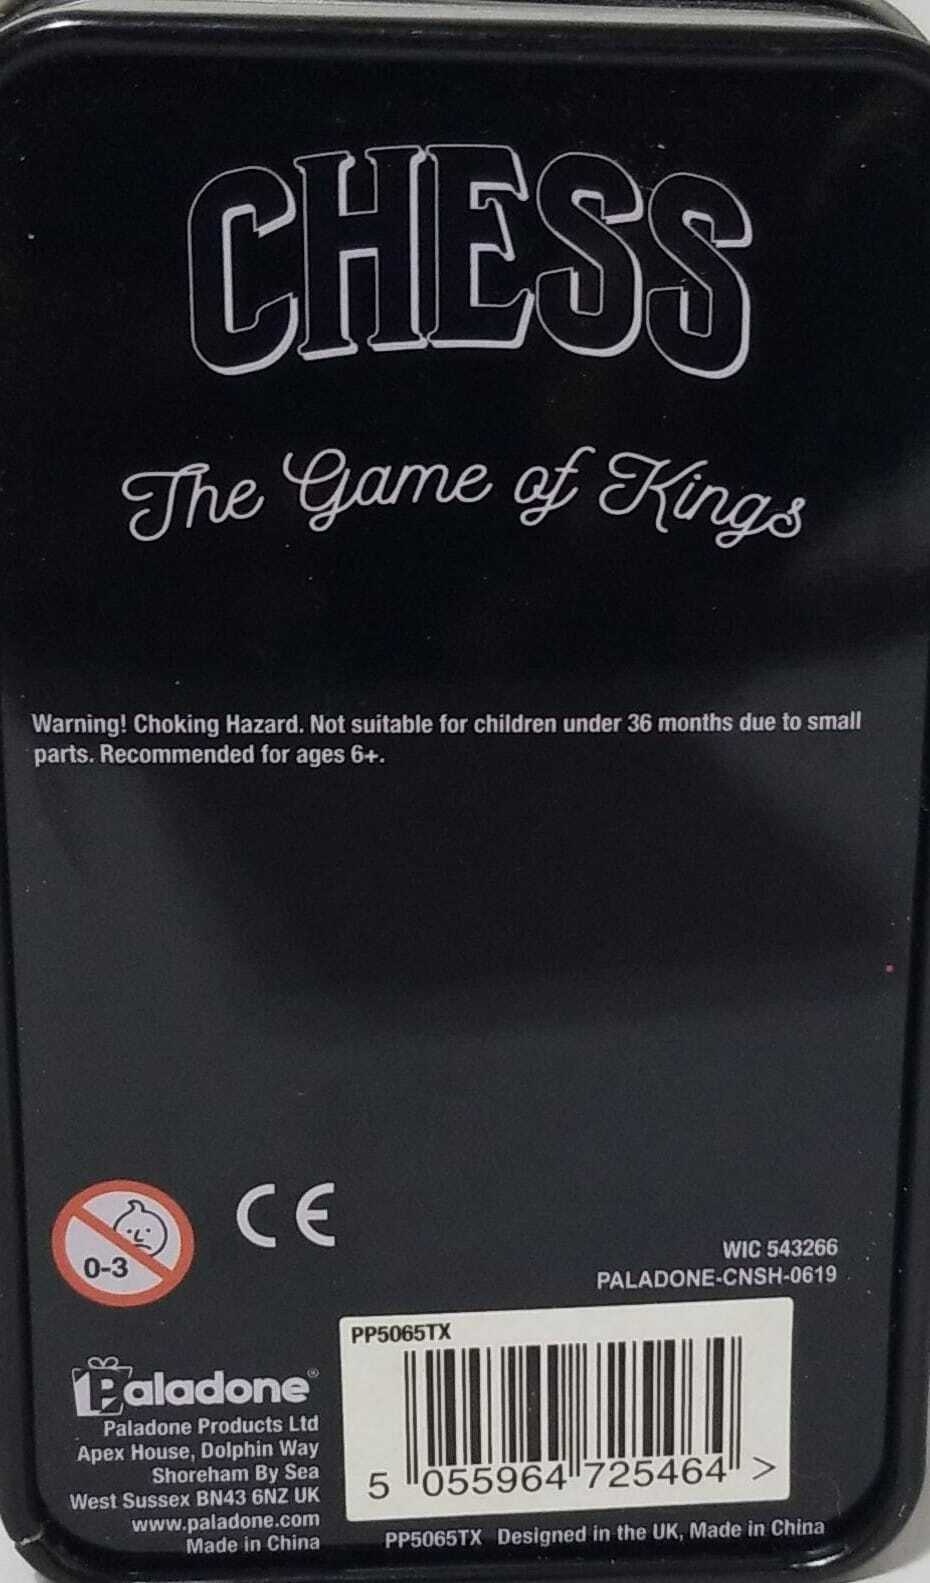 CHESS
The Game of Kings
Warning! Choking Hazard. Not suitable for children under 36 months due to small
parts. Recommended for ages 6+.
0-3
CE
WIC 543266
PALADONE-CNSH-0619
PP5065TX
5 055964 725464 >
Paladone®
Paladone Products Ltd
Apex House, Dolphin Way
Shoreham By Sea
West Sussex BN43 6NZ UK
www.paladone.com
Made in China
PP5065TX Designed in the UK, Made in China